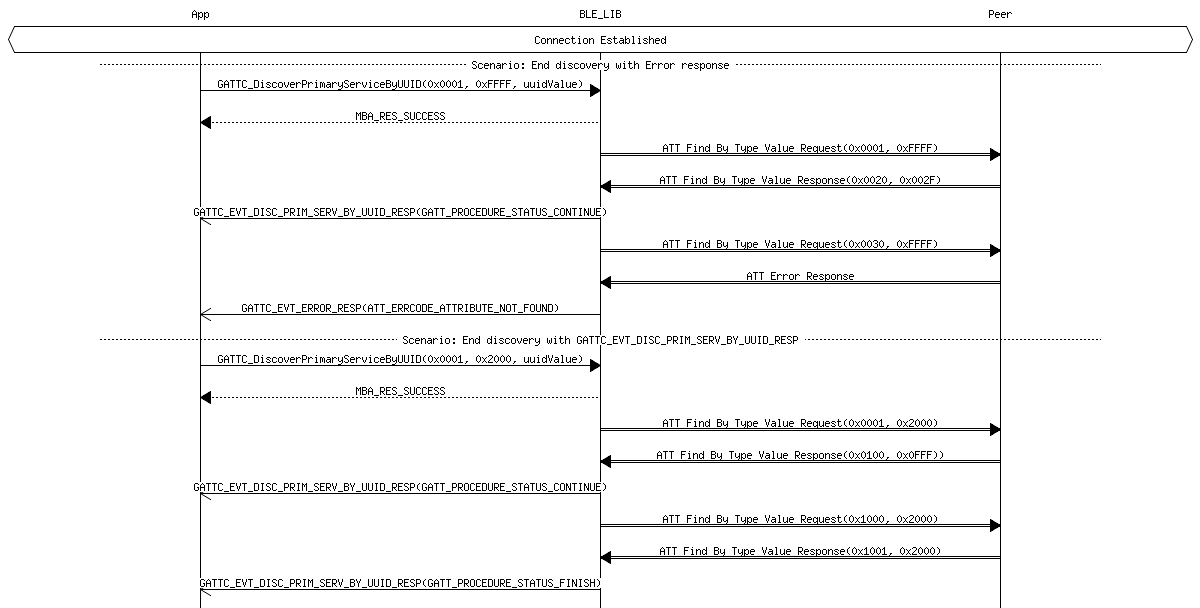 App BLE_LIB Peer
Connection Established
Scenario: End discovery with Error response
GATTC_DiscoverPrimaryServiceByUUID(0x0001, 0xFFFF, uuidValue)
MBA_RES_SUCCESS
ATT Find By Type Value Request(0x0001, 0xFFFF)
ATT Find By Type Value Response(0x0020, 0x002F)
GATTC_EVT_DISC_PRIM_SERV_BY_UUID_RESP(GATT_PROCEDURE_STATUS_CONTINUE)
ATT Find By Type Value Request(0x0030, 0xFFFF)
ATT Error Response
GATTC_EVT_ERROR_RESP(ATT_ERRCODE_ATTRIBUTE_NOT_FOUND)
Scenario: End discovery with GATTC_EVT_DISC_PRIM_SERV_BY_UUID_RESP
GATTC_DiscoverPrimaryServiceByUUID(0x0001, 0x2000, uuidValue)
MBA_RES_SUCCESS
ATT Find By Type Value Request(0x0001, 0x2000)
ATT Find By Type Value Response(0x0100, 0x0FFF))
GATTC_EVT_DISC_PRIM_SERV_BY_UUID_RESP(GATT_PROCEDURE_STATUS_CONTINUE)
ATT Find By Type Value Request(0x1000, 0x2000)
ATT Find By Type Value Response(0x1001, 0x2000)
GATTC_EVT_DISC_PRIM_SERV_BY_UUID_RESP(GATT_PROCEDURE_STATUS_FINISH)